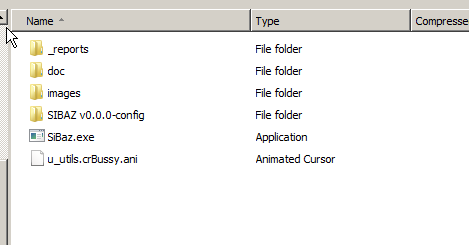 Name Type Compresse
_reports File folder
doc File folder
images File folder
SIBAZ v0.0.0-config File folder
SiBaz.exe Application
u_utils.crBussy.ani Animated Cursor